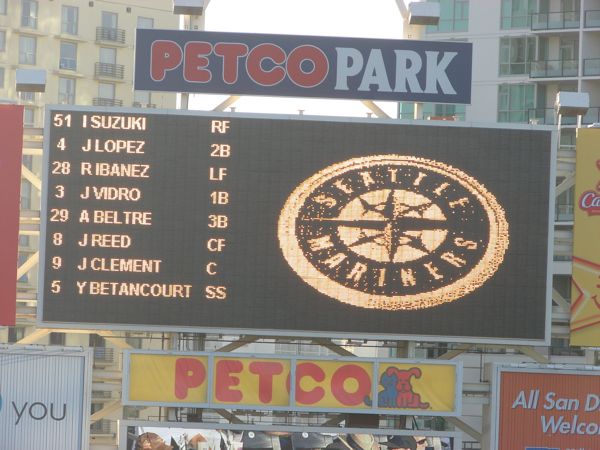 PETCO PARK
51 I SUZUKI RF
4 J LOPEZ 2B
28 R IBANEZ LF
3 J VIDRO 1B
29 A BELTRE 3B
8 J REED CF
9 J CLEMENT C
5 Y BETANCOURT SS
SEATTLE
MARINERS
PETCO
you
All San D
Welcom